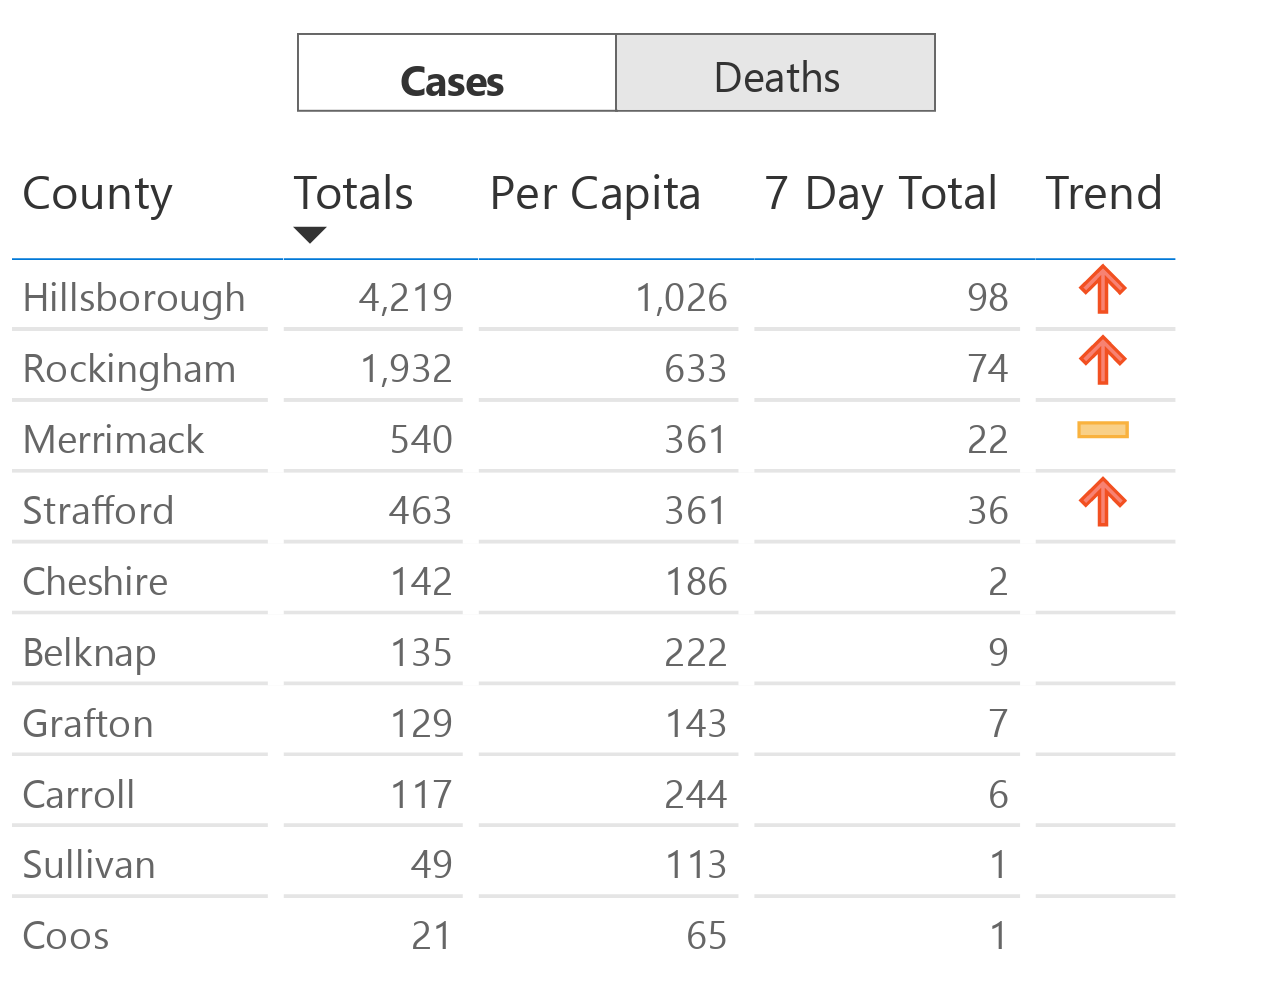 Cases Deaths
County Totals Per Capita 7 Day Total Trend
Hillsborough 4,219 1,026 98
Rockingham 1,932 633 74
Merrimack 540 361 22
Strafford 463 361 36
Cheshire 142 186 2
Belknap 135 222 9
Grafton 129 143 7
Carroll 117 244 6
Sullivan 49 113 1
Coos 21 65 1